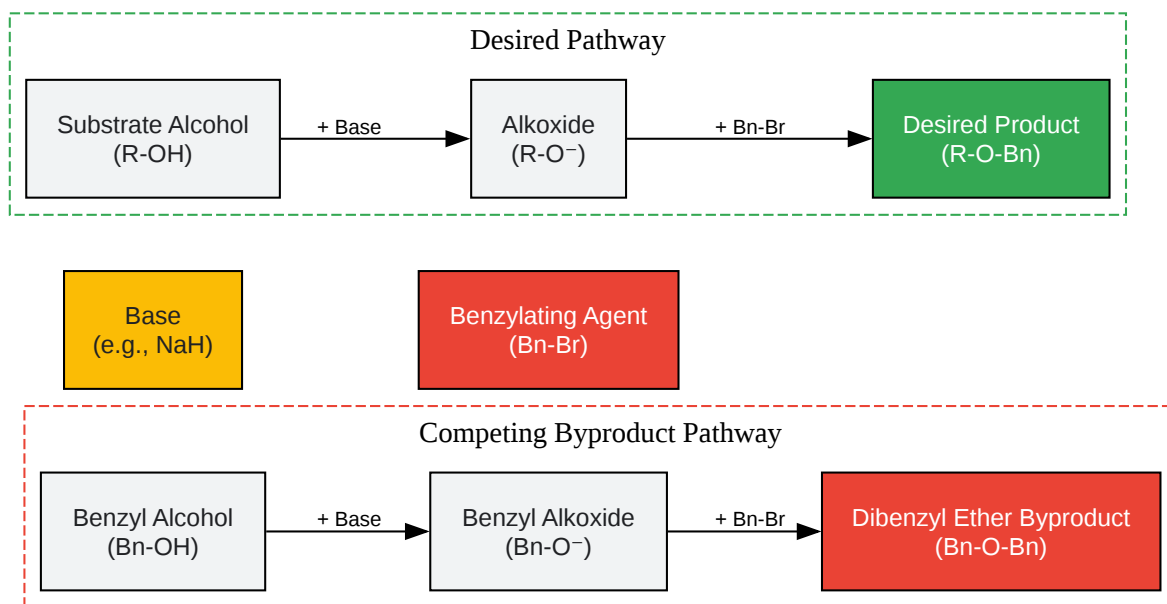 Desired Pathway
Substrate Alcohol
(R-OH)
+ Base
Alkoxide
(R-O⁻)
+ Bn-Br
Desired Product
(R-O-Bn)
Base
(e.g., NaH)
Benzylating Agent
(Bn-Br)
Competing Byproduct Pathway
Benzyl Alcohol
(Bn-OH)
+ Base
Benzyl Alkoxide
(Bn-O⁻)
+ Bn-Br
Dibenzyl Ether Byproduct
(Bn-O-Bn)